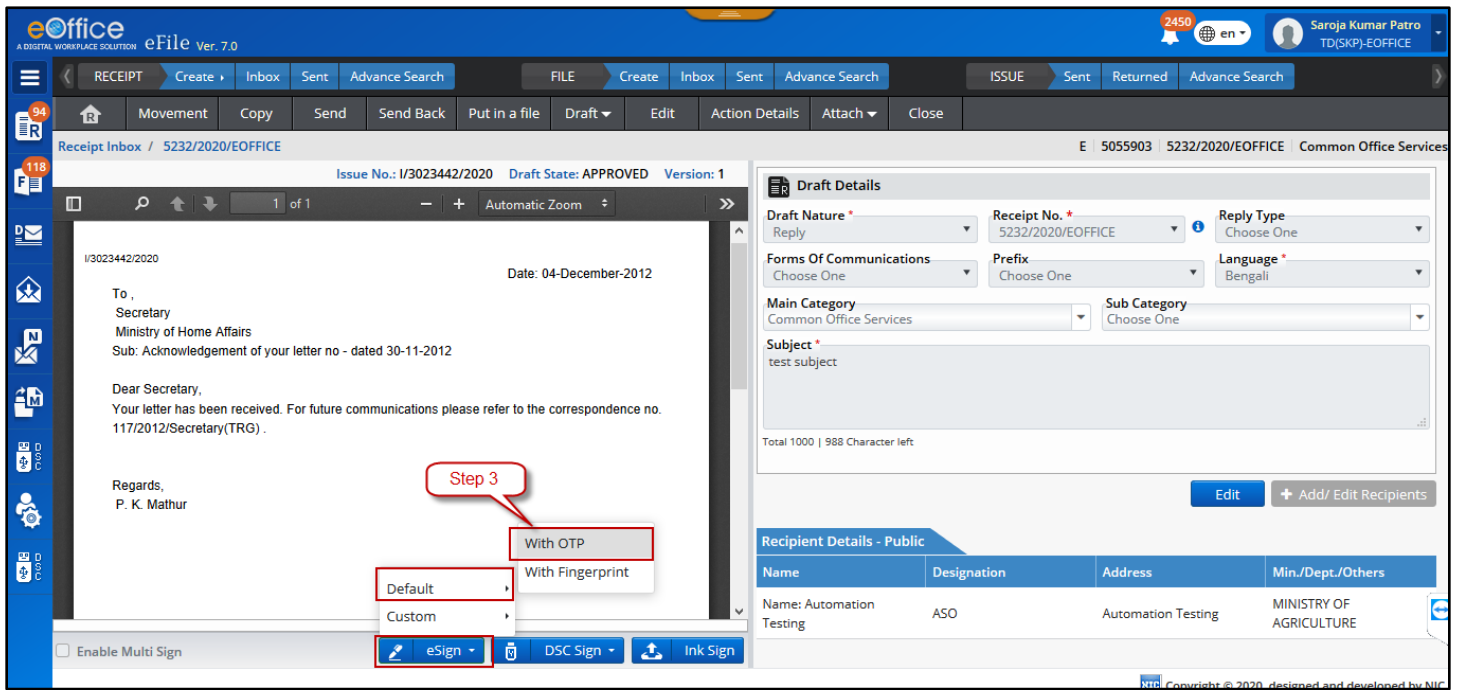 eOffice
A DIGITAL WORKPLACE SOLUTION eFile Ver. 7.0
2450
en
Saroja Kumar Patro
TD(SKP)-EOFFICE
RECEIPT Create Inbox Sent Advance Search FILE Create Inbox Sent Advance Search ISSUE Sent Returned Advance Search
94
R
R Movement Copy Send Send Back Put in a file Draft Edit Action Details Attach Close
Receipt Inbox / 5232/2020/EOFFICE
E 5055903 5232/2020/EOFFICE Common Office Services
118
F
D
N
M
DSC
DSC
Issue No.: I/3023442/2020 Draft State: APPROVED Version: 1
1 of 1 Automatic Zoom
I/3023442/2020
Date: 04-December-2012
To ,
Secretary
Ministry of Home Affairs
Sub: Acknowledgement of your letter no - dated 30-11-2012
Dear Secretary,
Your letter has been received. For future communications please refer to the correspondence no.
117/2012/Secretary(TRG) .
Regards,
P. K. Mathur
Step 3
With OTP
With Fingerprint
Default
Custom
Enable Multi Sign
eSign DSC Sign Ink Sign
R Draft Details
Draft Nature *
Reply
Receipt No. *
5232/2020/EOFFICE
Reply Type
Choose One
Forms Of Communications
Choose One
Prefix
Choose One
Language *
Bengali
Main Category
Common Office Services
Sub Category
Choose One
Subject *
test subject
Total 1000 | 988 Character left
Edit + Add/ Edit Recipients
Recipient Details - Public
Name Designation Address Min./Dept./Others
Name: Automation Testing
ASO
Automation Testing
MINISTRY OF
AGRICULTURE
NIC Copyright © 2020, designed and developed by NIC